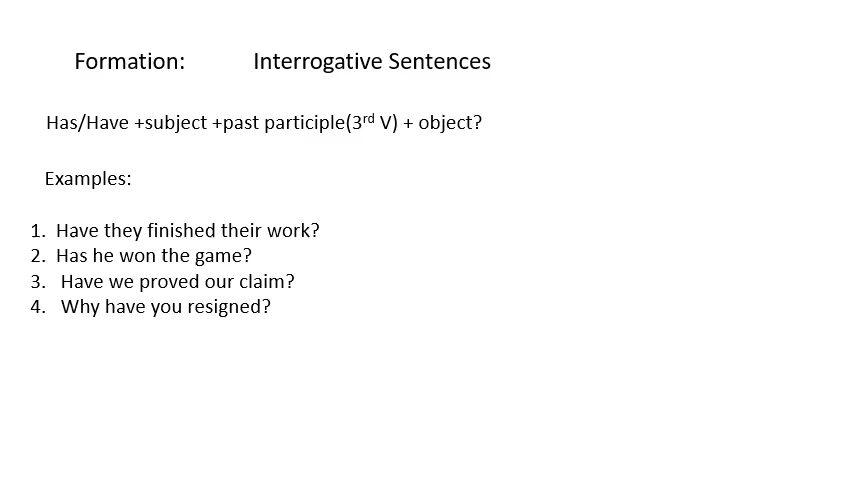 Formation: Interrogative Sentences
Has/Have +subject +past participle(3rd V) + object?
Examples:
1. Have they finished their work?
2. Has he won the game?
3. Have we proved our claim?
4. Why have you resigned?